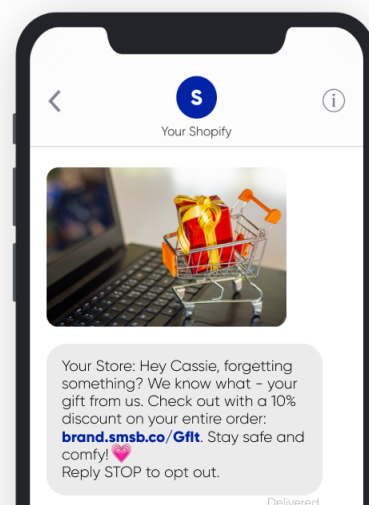 S
Your Shopify
Your Store: Hey Cassie, forgetting
something? We know what - your
gift from us. Check out with a 10%
discount on your entire order:
brand.smsb.co/Gflt. Stay safe and
comfy! 💗
Reply STOP to opt out.
Delivered